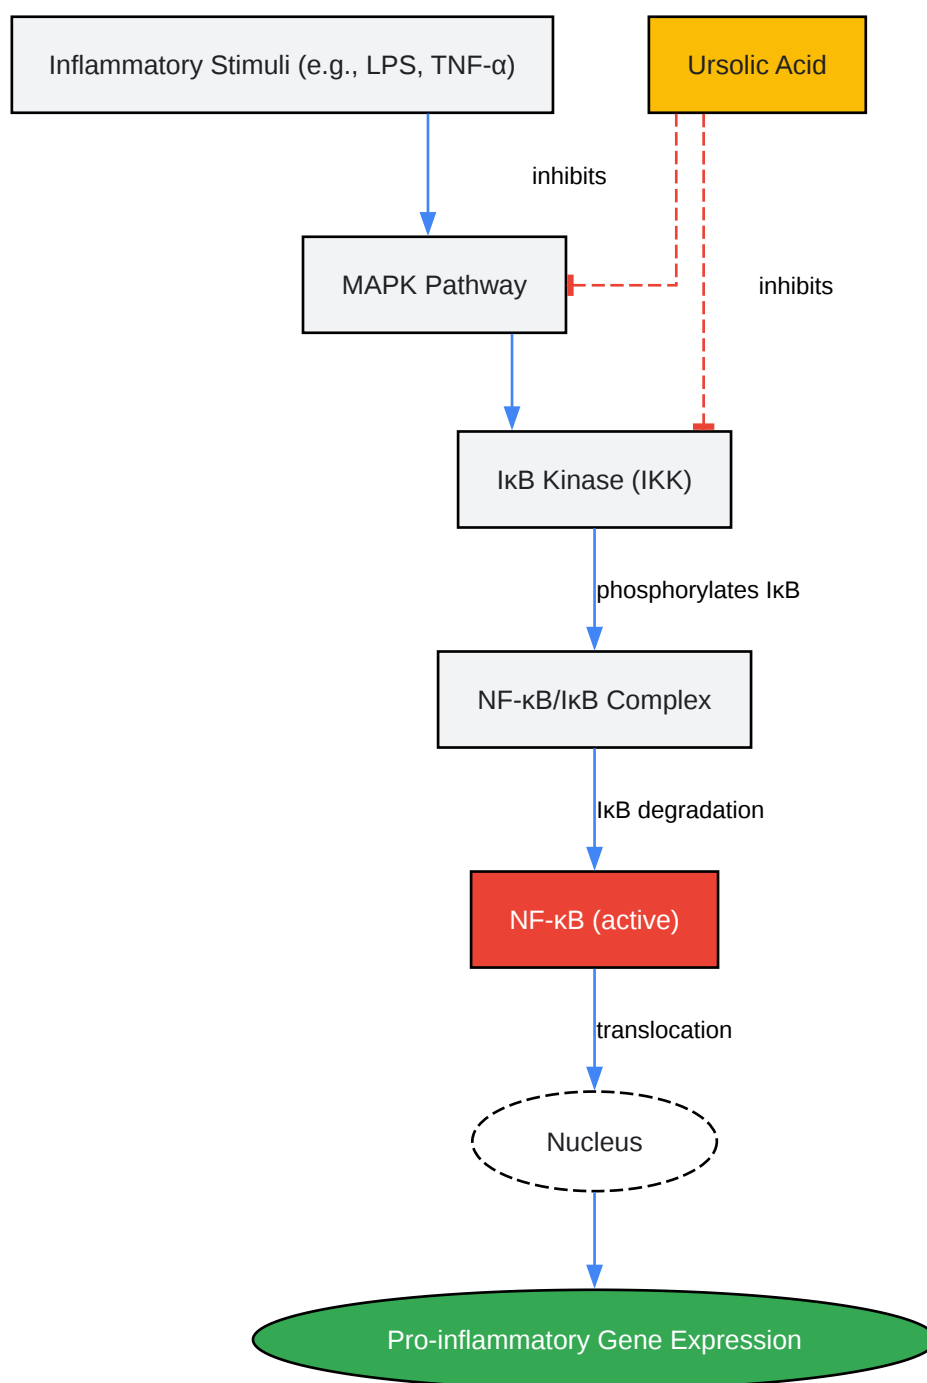 Inflammatory Stimuli (e.g., LPS, TNF-α)
Ursolic Acid
inhibits
MAPK Pathway
inhibits
IκB Kinase (IKK)
phosphorylates IκB
NF-κB/IκB Complex
IκB degradation
NF-κB (active)
translocation
Nucleus
Pro-inflammatory Gene Expression